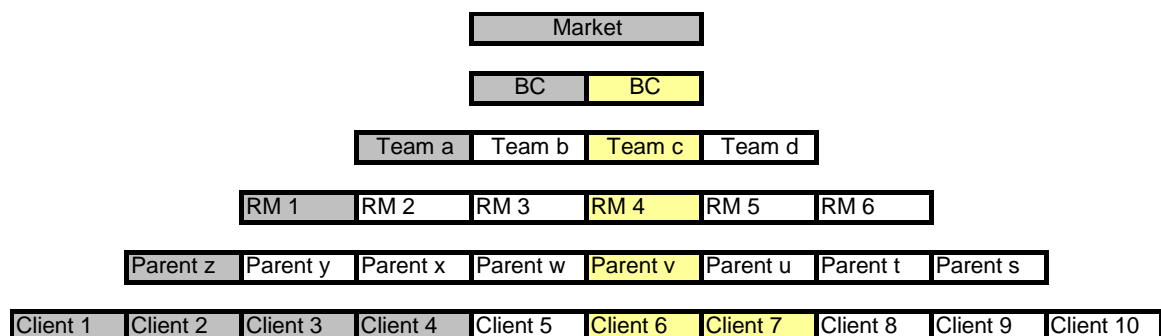 Market
BC BC
Team a Team b Team c Team d
RM 1 RM 2 RM 3 RM 4 RM 5 RM 6
Parent z Parent y Parent x Parent w Parent v Parent u Parent t Parent s
Client 1 Client 2 Client 3 Client 4 Client 5 Client 6 Client 7 Client 8 Client 9 Client 10